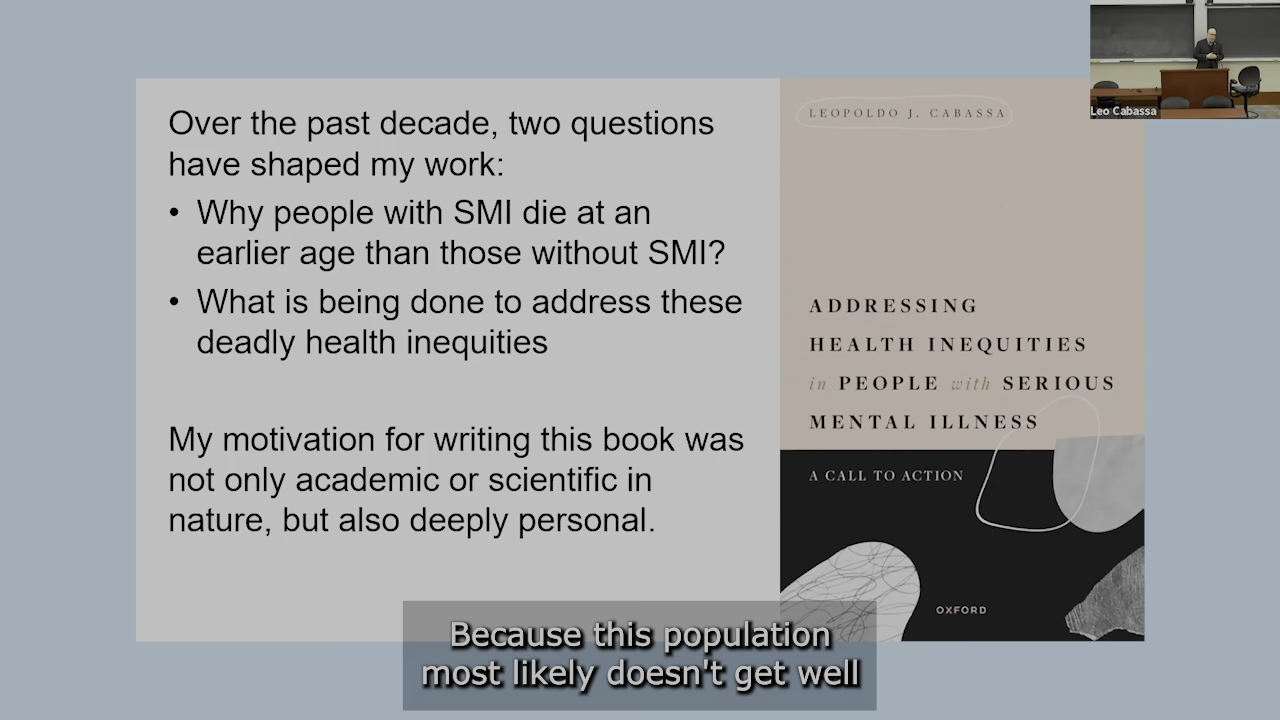 Over the past decade, two questions
have shaped my work:
• Why people with SMI die at an
earlier age than those without SMI?
• What is being done to address these
deadly health inequities
My motivation for writing this book was
not only academic or scientific in
nature, but also deeply personal.
LEOPOLDO J. CABASSA
ADDRESSING
HEALTH INEQUITIES
in PEOPLE with SERIOUS
MENTAL ILLNESS
A CALL TO ACTION
OXFORD
Leo Cabassa
Because this population
most likely doesn't get well